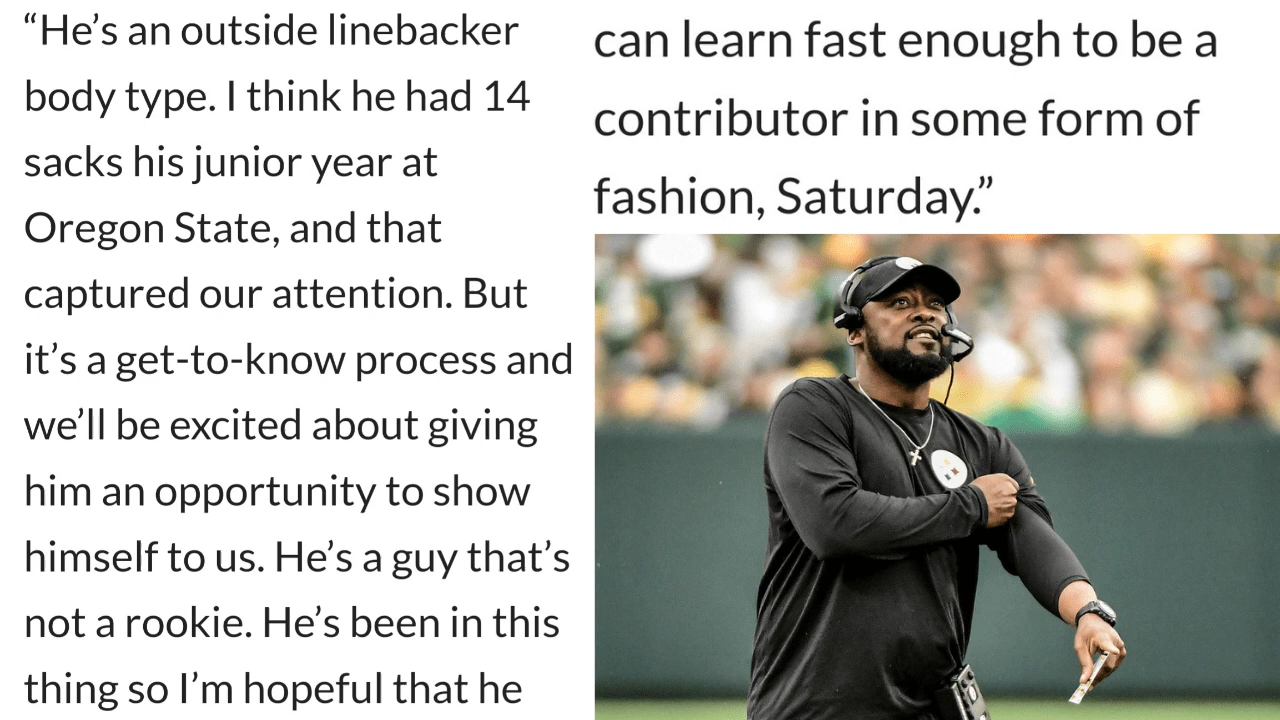 “He’s an outside linebacker
body type. I think he had 14
sacks his junior year at
Oregon State, and that
captured our attention. But
it’s a get-to-know process and
we’ll be excited about giving
him an opportunity to show
himself to us. He’s a guy that’s
not a rookie. He’s been in this
thing so I’m hopeful that he
can learn fast enough to be a
contributor in some form of
fashion, Saturday.”